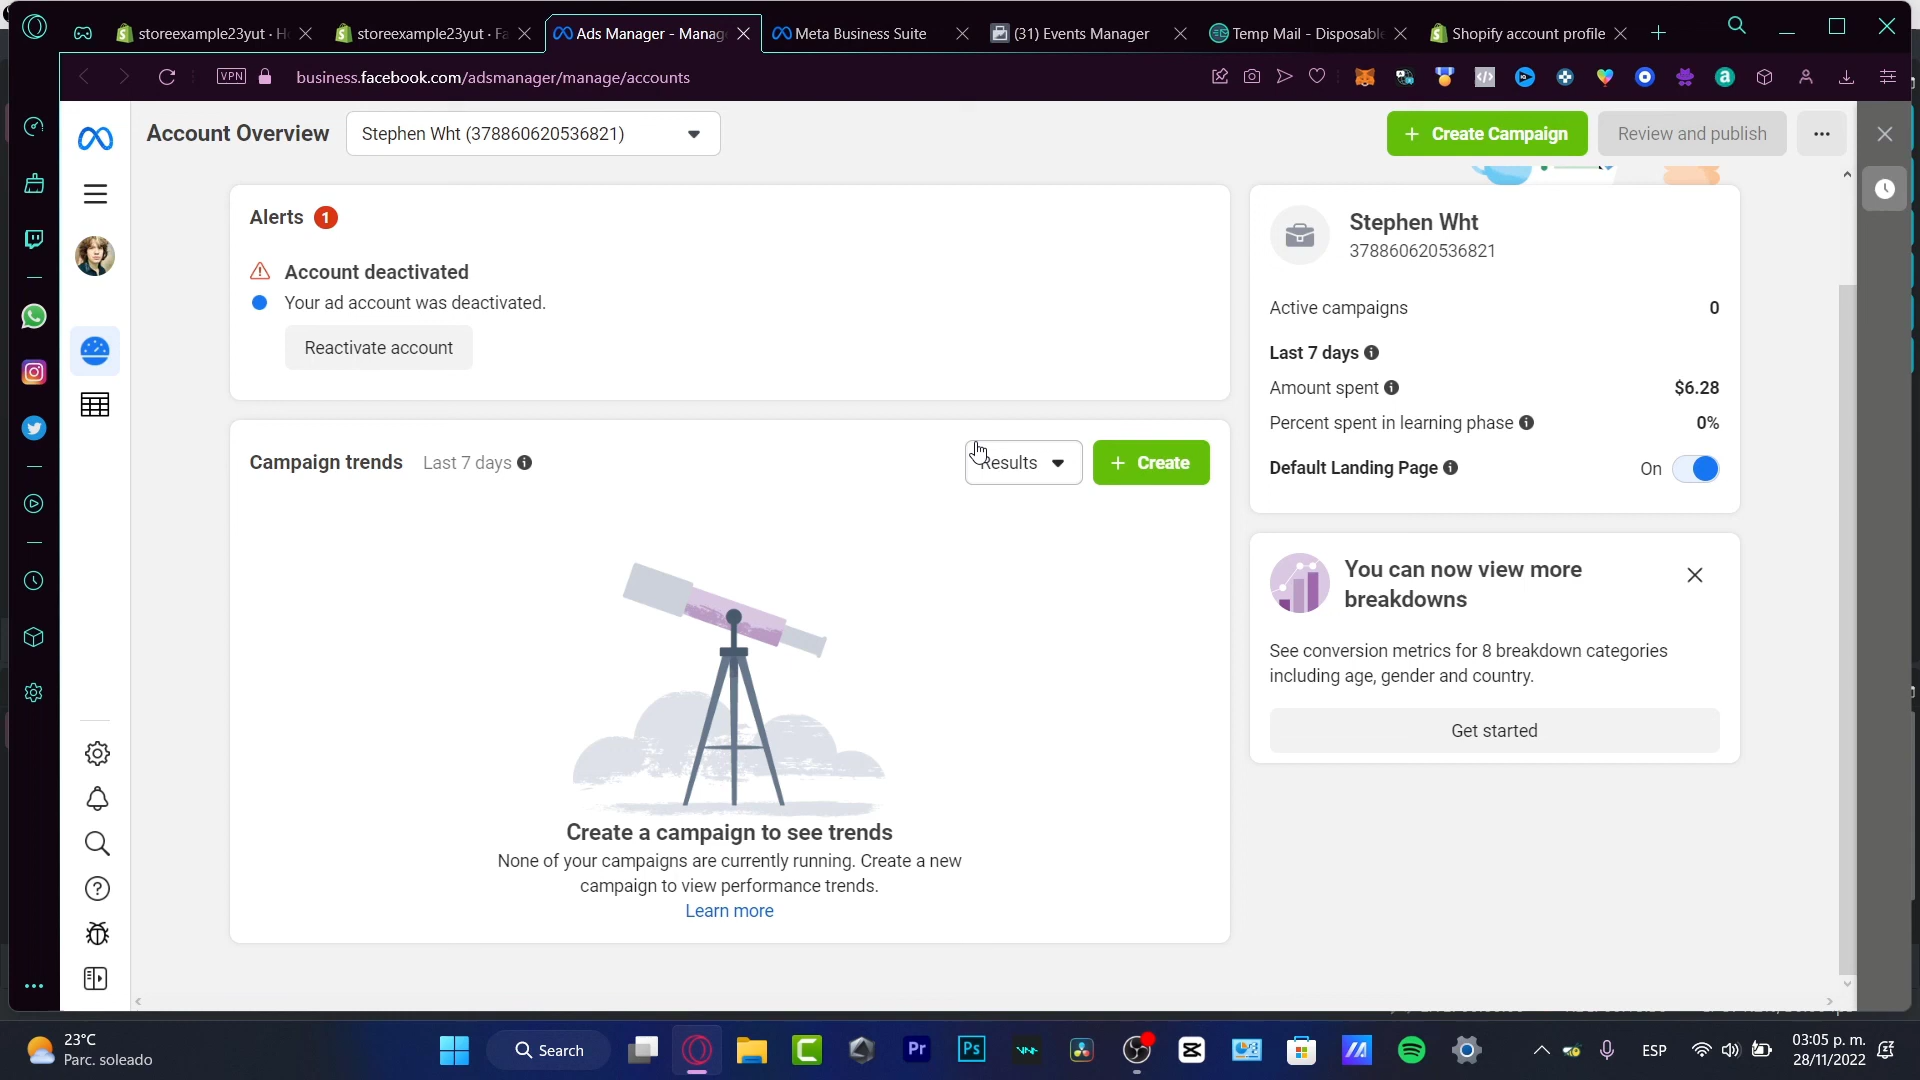 storeexample23yut · H
storeexample23yut · Fa
Ads Manager - Manag
Meta Business Suite
(31) Events Manager
Temp Mail - Disposabl
Shopify account profile
VPN
business.facebook.com/adsmanager/manage/accounts
Account Overview
Stephen Wht (378860620536821)
+ Create Campaign
Review and publish
Alerts 1
Account deactivated
Your ad account was deactivated.
Reactivate account
Stephen Wht
378860620536821
Active campaigns 0
Last 7 days
Amount spent $6.28
Percent spent in learning phase 0%
Default Landing Page On
Campaign trends Last 7 days
Results
+ Create
Create a campaign to see trends
None of your campaigns are currently running. Create a new
campaign to view performance trends.
Learn more
You can now view more
breakdowns
See conversion metrics for 8 breakdown categories
including age, gender and country.
Get started
23°C
Parc. soleado
Search
Pr
Ps
ESP
03:05 p. m.
28/11/2022